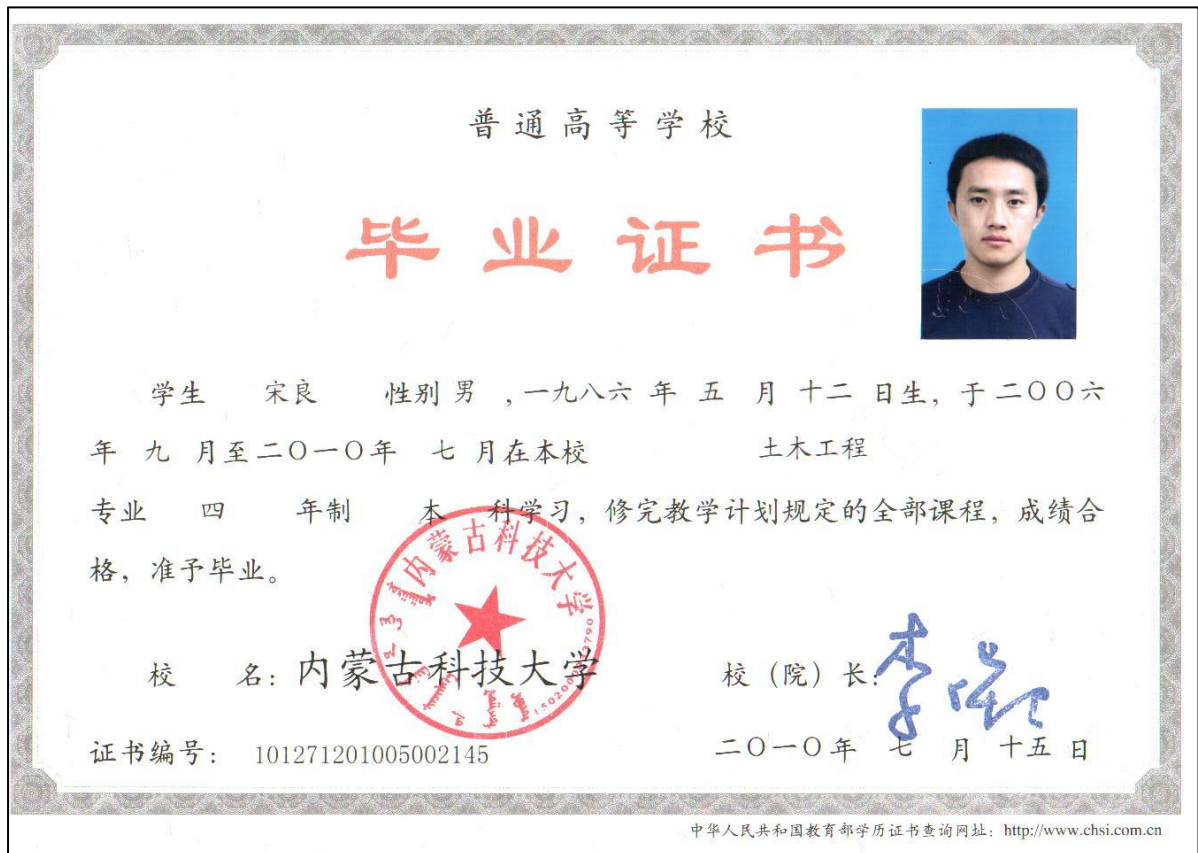 普通高等学校
毕业证书
学生 宋良 性别 男 ,一九八六 年 五 月 十二 日生, 于二〇〇六
年 九 月至二〇一〇年 七 月在本校 土木工程
专业 四 年制 本 科学习, 修完教学计划规定的全部课程, 成绩合
格, 准予毕业。
内蒙古科技大学
校 名: 内蒙古科技大学 校 (院) 长:
证书编号: 101271201005002145 二〇一〇年 七 月 十五 日
中华人民共和国教育部学历证书查询网址: http://www.chsi.com.cn